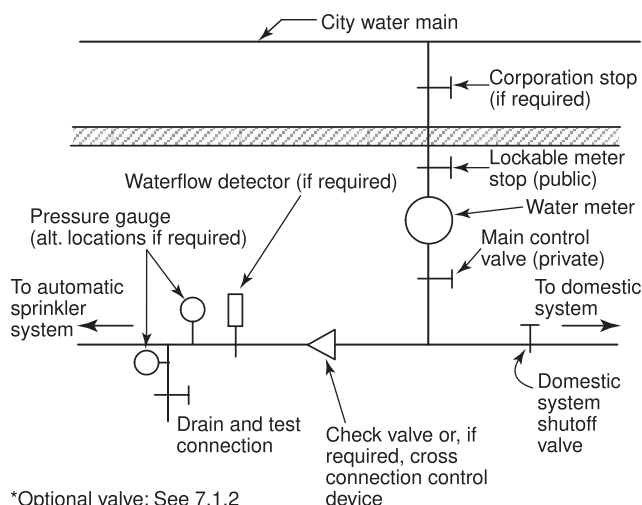 City water main
Corporation stop
(if required)
Lockable meter
stop (public)
Waterflow detector (if required)
Water meter
Pressure gauge
(alt. locations if required)
Main control
valve (private)
To automatic
sprinkler
system
To domestic
system
Domestic
system
shutoff
valve
Drain and test
connection
Check valve or, if
required, cross
connection control
device
*Optional valve: See 7.1.2